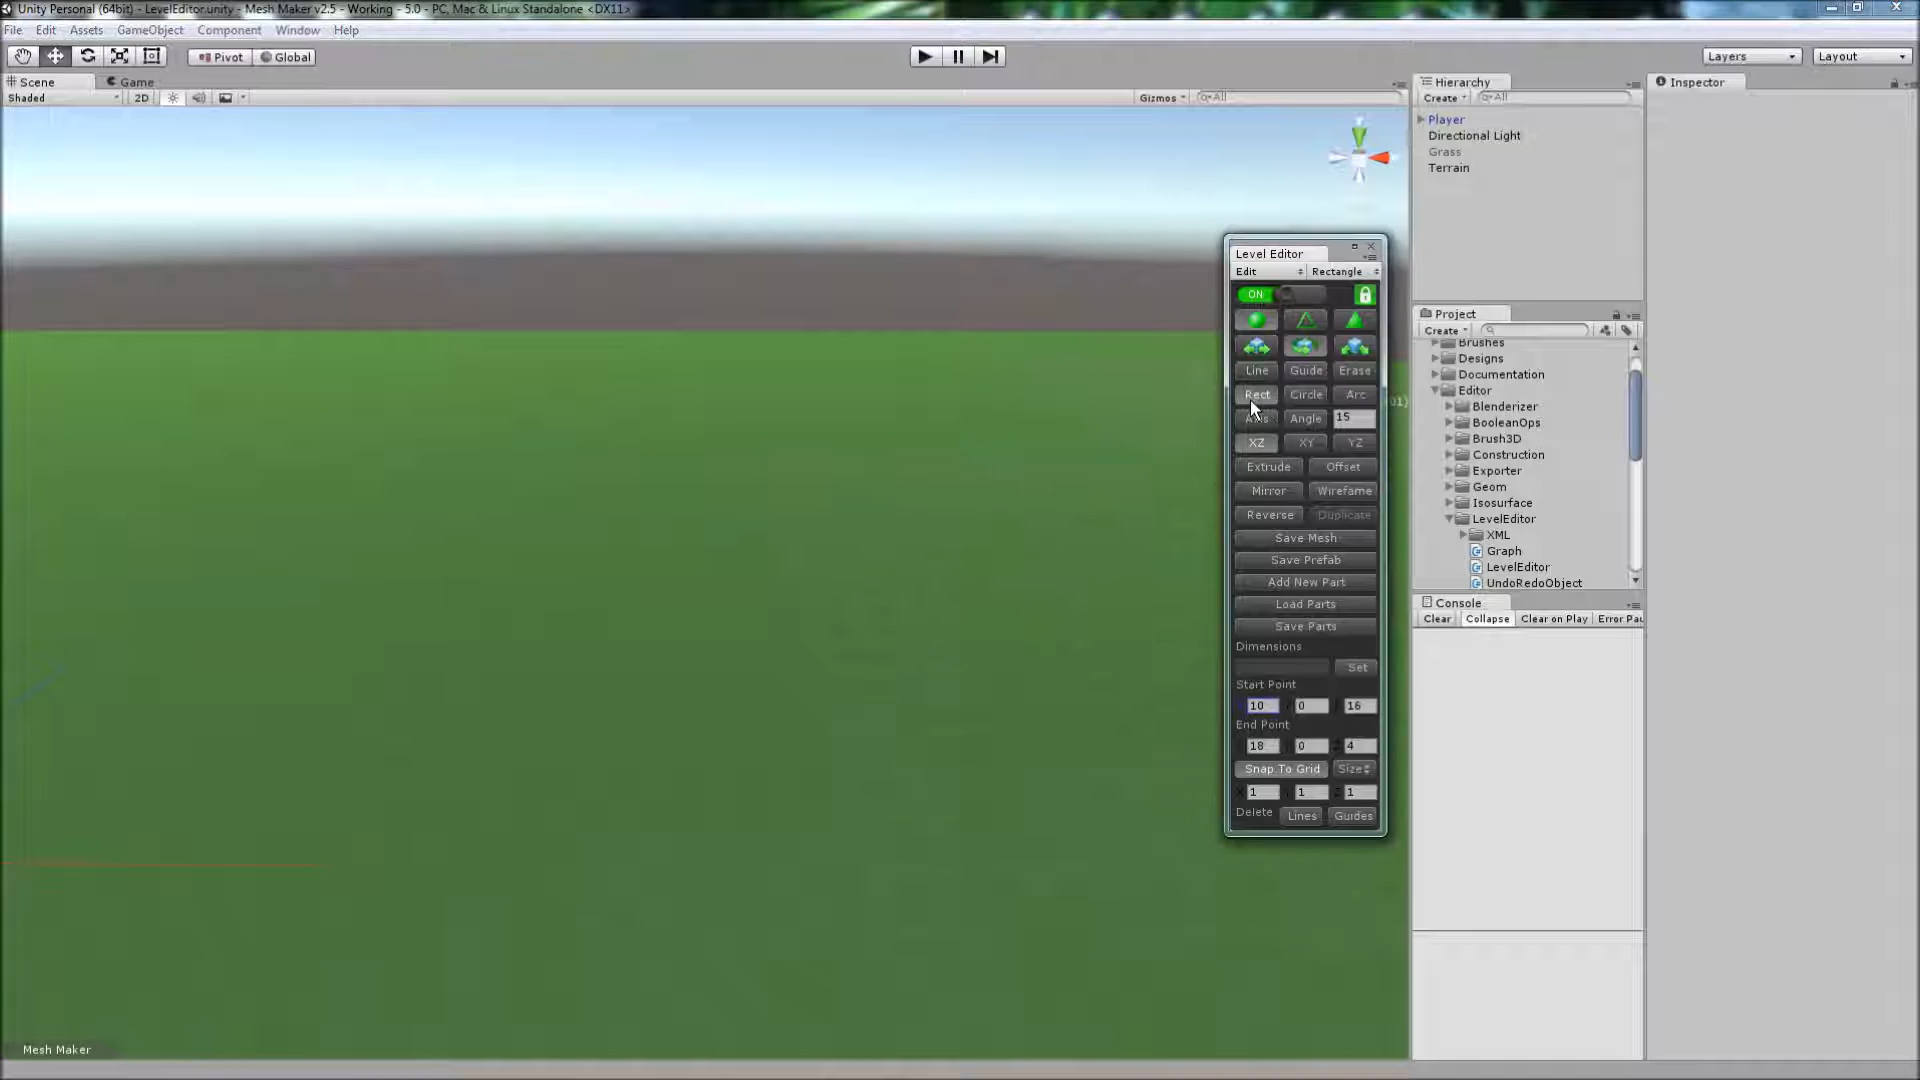 Unity Personal (64bit) - LevelEditor.unity - Mesh Maker v2.5 - Working - 5.0 - PC, Mac & Linux Standalone <DX11>
File Edit Assets GameObject Component Window Help
Pivot Global Layers Layout
Scene Game
Shaded 2D Gizmos All
Hierarchy
Create All
Player
Directional Light
Grass
Terrain
Inspector
Level Editor
Edit Rectangle
ON
Line Guide Erase
Rect Circle Arc
Axis Angle 15
XZ XY YZ
Extrude Offset
Mirror Wirefame
Reverse Duplicate
Save Mesh
Save Prefab
Add New Part
Load Parts
Save Parts
Dimensions
Set
Start Point
10 0 16
End Point
18 0 4
Snap To Grid Size
X 1 1 1
Delete Lines Guides
01)
Project
Create
Brushes
Designs
Documentation
Editor
Blenderizer
BooleanOps
Brush3D
Construction
Exporter
Geom
Isosurface
LevelEditor
XML
Graph
LevelEditor
UndoRedoObject
Console
Clear Collapse Clear on Play Error Pau
Mesh Maker